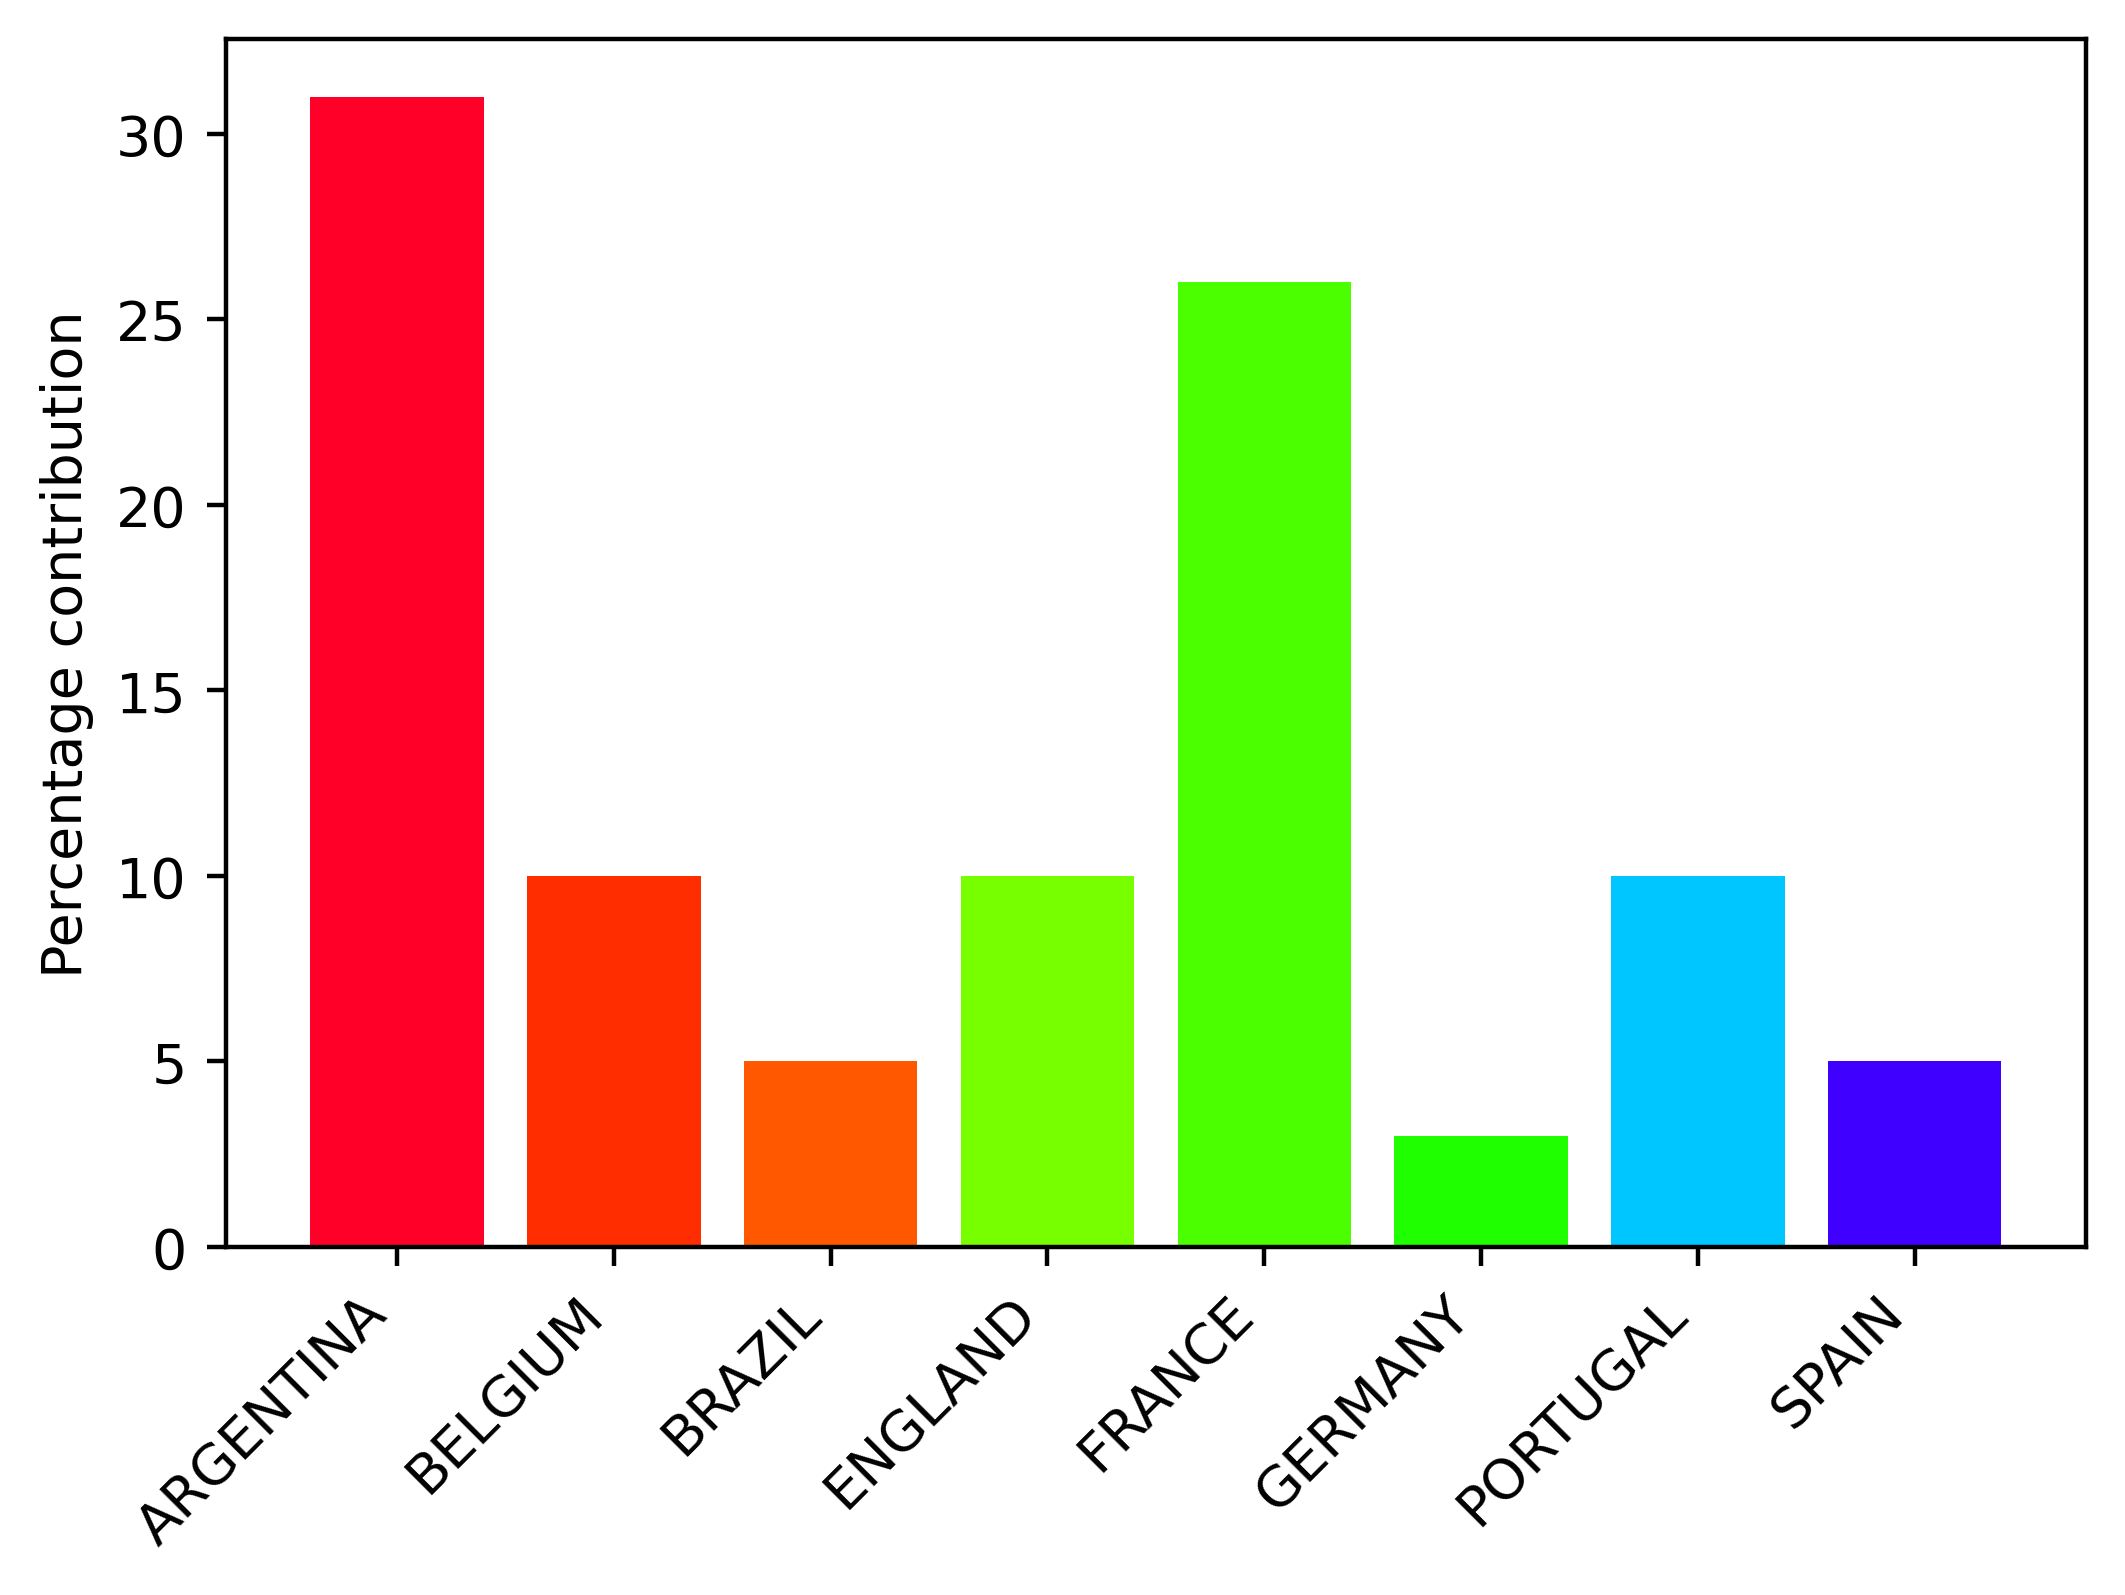 Percentage contribution
30
25
20
15
10
5
0
ARGENTINA
BELGIUM
BRAZIL
ENGLAND
FRANCE
GERMANY
PORTUGAL
SPAIN